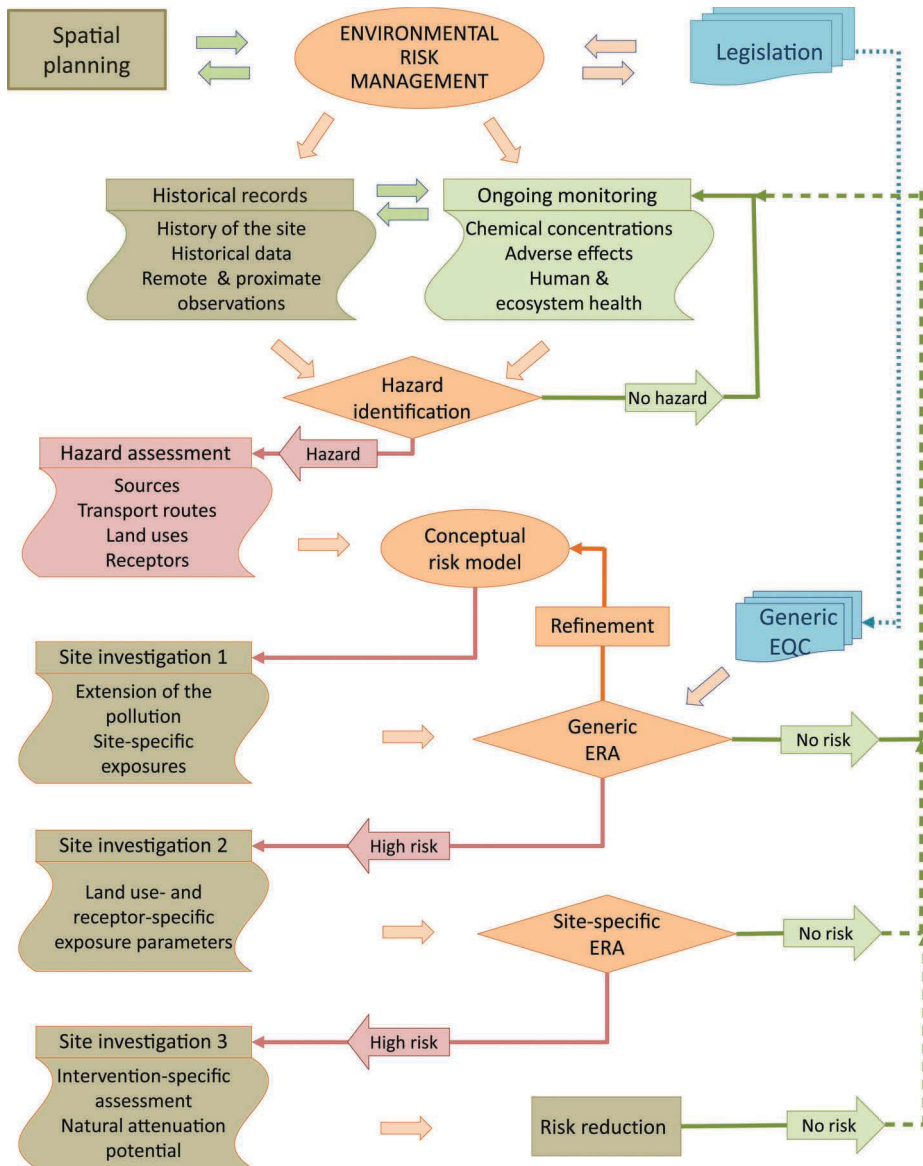 Spatial
planning
ENVIRONMENTAL
RISK
MANAGEMENT
Legislation
Historical records
History of the site
Historical data
Remote & proximate
observations
Ongoing monitoring
Chemical concentrations
Adverse effects
Human &
ecosystem health
Hazard
identification
No hazard
Hazard
Hazard assessment
Sources
Transport routes
Land uses
Receptors
Conceptual
risk model
Refinement
Generic
EQC
Site investigation 1
Extension of the
pollution
Site-specific
exposures
Generic
ERA
No risk
High risk
Site investigation 2
Land use- and
receptor-specific
exposure parameters
Site-specific
ERA
No risk
High risk
Site investigation 3
Intervention-specific
assessment
Natural attenuation
potential
Risk reduction
No risk